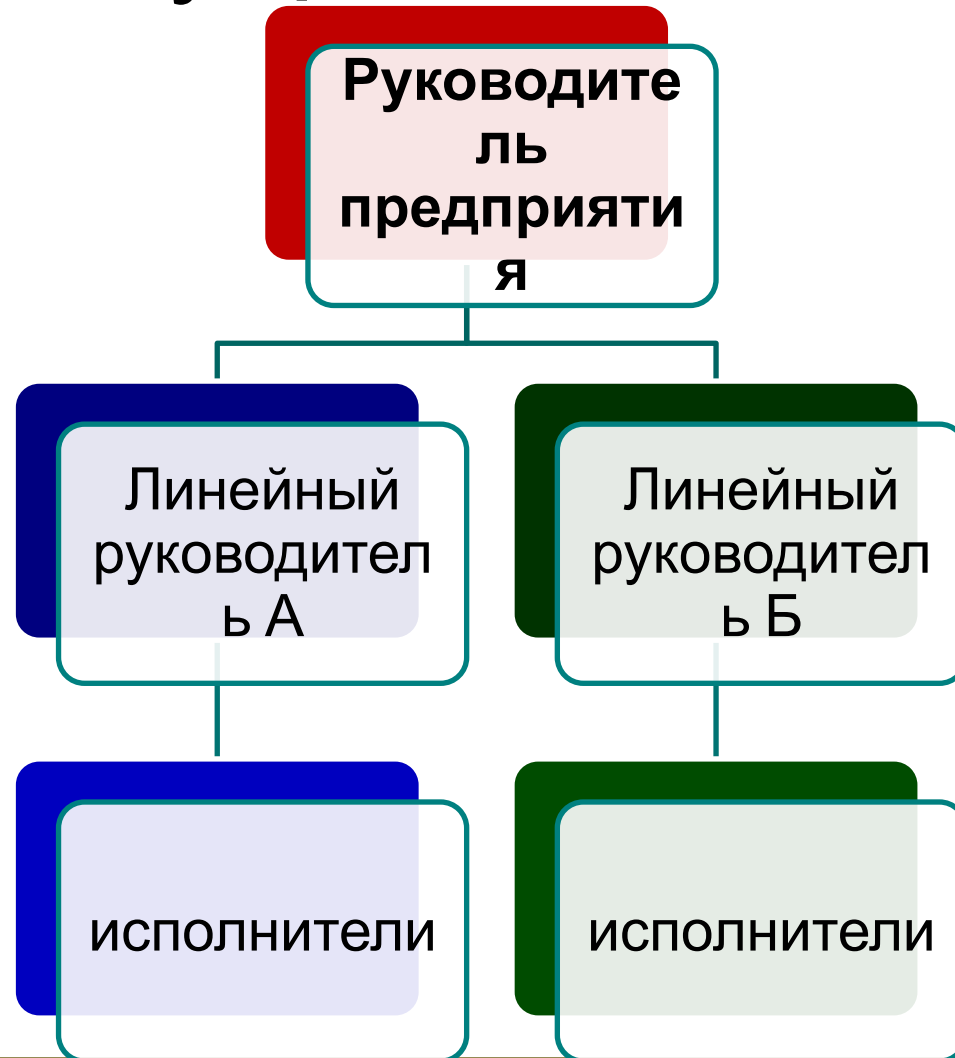 Руководите
ль
предприяти
я
Линейный
руководител
ь А
Линейный
руководител
ь Б
исполнители
исполнители